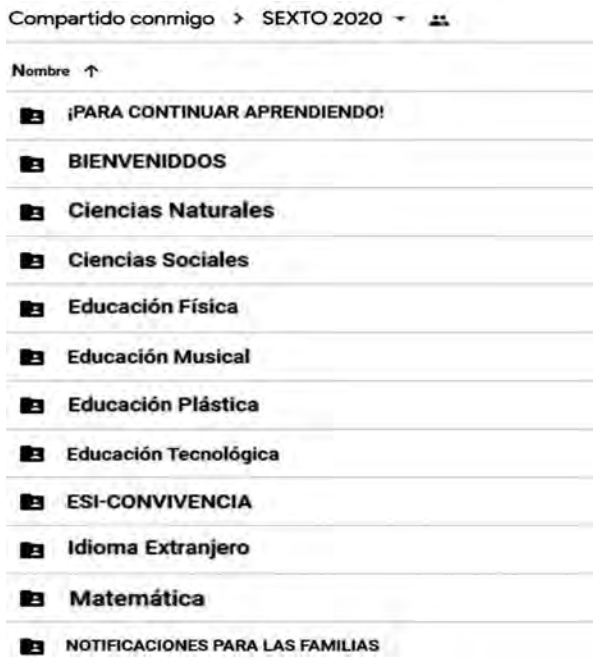 Compartido conmigo > SEXTO 2020
Nombre ↑
¡PARA CONTINUAR APRENDIENDO!
BIENVENIDDOS
Ciencias Naturales
Ciencias Sociales
Educación Física
Educación Musical
Educación Plástica
Educación Tecnológica
ESI-CONVIVENCIA
Idioma Extranjero
Matemática
NOTIFICACIONES PARA LAS FAMILIAS